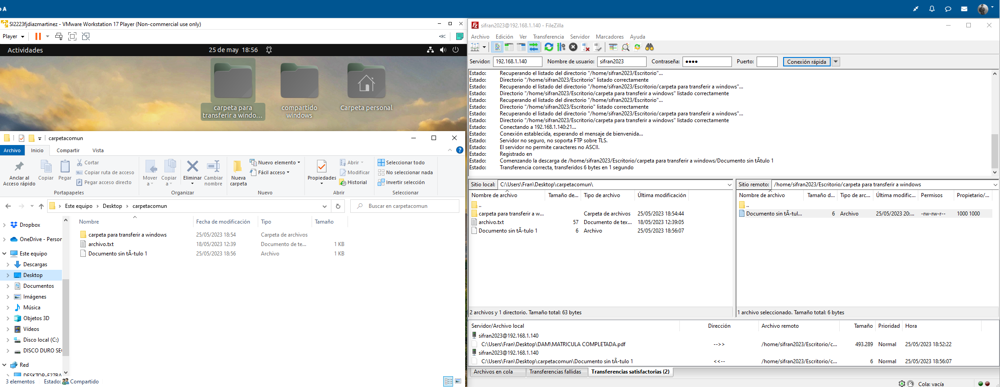 o A
SI2223fjdiazmartinez - VMware Workstation 17 Player (Non-commercial use only)
Player
Actividades
25 de may 18:56
carpeta para transferir a windo...
compartido windows
Carpeta personal
carpetacomun
Archivo Inicio Compartir Vista
Anclar al Acceso rápido
Copiar
Pegar
Cortar
Copiar ruta de acceso
Pegar acceso directo
Portapapeles
Mover a
Copiar a
Eliminar
Cambiar nombre
Organizar
Nueva carpeta
Nuevo elemento
Fácil acceso
Nuevo
Propiedades
Abrir
Modificar
Historial
Abrir
Seleccionar todo
No seleccionar nada
Invertir selección
Seleccionar
Este equipo > Desktop > carpetacomun
Buscar en carpetacomun
Dropbox
OneDrive - Person
Este equipo
Descargas
Desktop
Documentos
Imágenes
Música
Objetos 3D
Vídeos
Disco local (C:)
DISCO DURO SE
Red
DESKTOP-F27BA
Nombre Fecha de modificación Tipo Tamaño
carpeta para transferir a windows 25/05/2023 18:54 Carpeta de archivos
archivo.txt 18/05/2023 12:39 Documento de te... 1 KB
Documento sin tÃ-tulo 1 25/05/2023 18:56 Archivo 1 KB
3 elementos Estado: Compartido
sifran2023@192.168.1.140 - FileZilla
Archivo Edición Ver Transferencia Servidor Marcadores Ayuda
Servidor: 192.168.1.140 Nombre de usuario: sifran2023 Contraseña: ●●●● Puerto: Conexión rápida
Estado: Recuperando el listado del directorio "/home/sifran2023/Escritorio"...
Estado: Directorio "/home/sifran2023/Escritorio" listado correctamente
Estado: Recuperando el listado del directorio "/home/sifran2023/Escritorio/carpeta para transferir a windows"...
Estado: Directorio "/home/sifran2023/Escritorio/carpeta para transferir a windows" listado correctamente
Estado: Recuperando el listado del directorio "/home/sifran2023/Escritorio"...
Estado: Directorio "/home/sifran2023/Escritorio" listado correctamente
Estado: Recuperando el listado del directorio "/home/sifran2023/Escritorio/carpeta para transferir a windows"...
Estado: Directorio "/home/sifran2023/Escritorio/carpeta para transferir a windows" listado correctamente
Estado: Conectando a 192.168.1.140:21...
Estado: Conexión establecida, esperando el mensaje de bienvenida...
Estado: Servidor no seguro, no soporta FTP sobre TLS.
Estado: El servidor no permite caracteres no ASCII.
Estado: Registrado en
Estado: Comenzando la descarga de /home/sifran2023/Escritorio/carpeta para transferir a windows/Documento sin tÃtulo 1
Estado: Transferencia correcta, transferidos 6 bytes en 1 segundo
Sitio local: C:\Users\Fran\Desktop\carpetacomun\
Nombre de archivo Tamaño de... Tipo de archivo Última modificación
..
carpeta para transferir a w... Carpeta de archivos 25/05/2023 18:54:44
archivo.txt 57 Documento de tex... 18/05/2023 12:39:05
Documento sin tÃ-tulo 1 6 Archivo 25/05/2023 18:56:07
2 archivos y 1 directorio. Tamaño total: 63 bytes
Sitio remoto: /home/sifran2023/Escritorio/carpeta para transferir a windows
Nombre de archivo Tamaño d... Tipo de arc... Última modific... Permisos Propietario/...
..
Documento sin tÃ-tul... 6 Archivo 25/05/2023 20:... -rw-rw-r-- 1000 1000
1 archivo seleccionado. Tamaño total: 6 bytes
Servidor/Archivo local Dirección Archivo remoto Tamaño Prioridad Hora
sifran2023@192.168.1.140
C:\Users\Fran\Desktop\DAM\MATRICULA COMPLETADA.pdf -->> /home/sifran2023/Escritorio/c... 493.289 Normal 25/05/2023 18:52:22
sifran2023@192.168.1.140
C:\Users\Fran\Desktop\carpetacomun\Documento sin tÃ-tulo 1 <<-- /home/sifran2023/Escritorio/c... 6 Normal 25/05/2023 18:56:07
Archivos en cola Transferencias fallidas Transferencias satisfactorias (2)
Cola: vacía